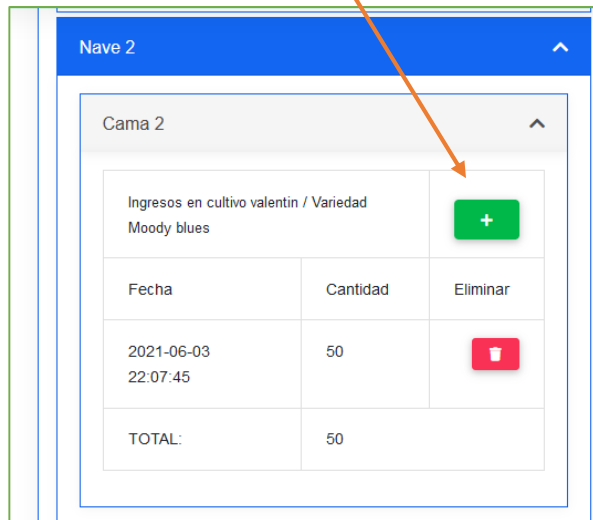 Nave 2
Cama 2
Ingresos en cultivo valentin / Variedad
Moody blues
+
Fecha Cantidad Eliminar
2021-06-03 50
22:07:45
TOTAL: 50